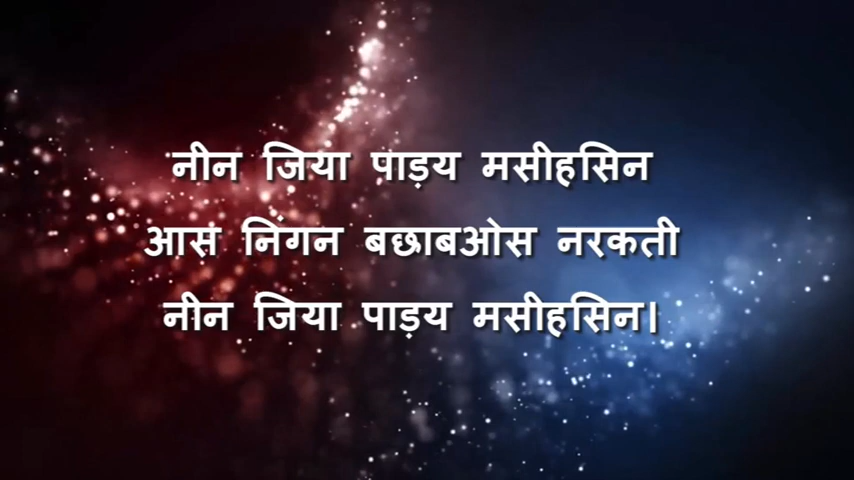 नीन जिया पाड़य मसीहसिन
आस निंगन बछाबओस नरकती
नीन जिया पाड़य मसीहसिन।